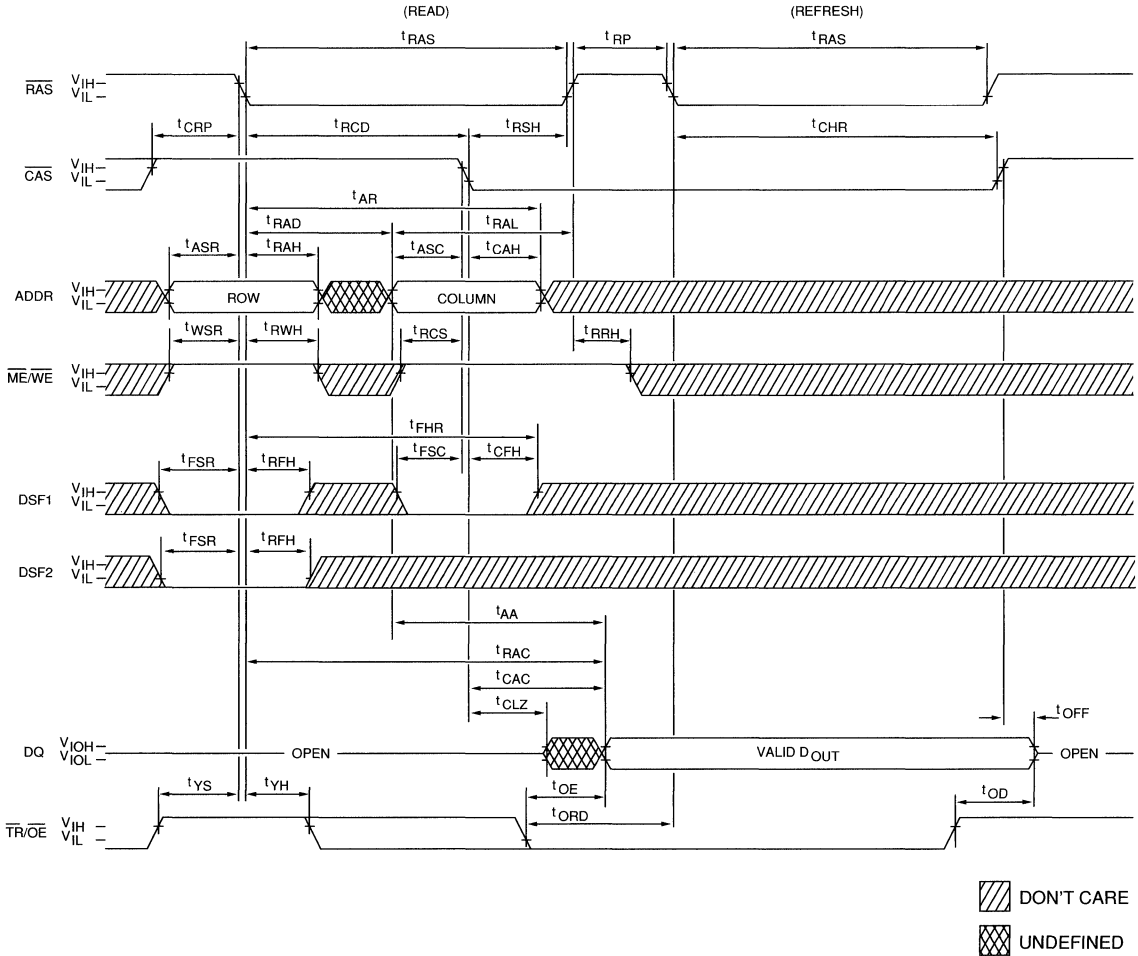 (READ) (REFRESH)
tRAS tRP tRAS
RAS VIH VIL
tCRP tRCD tRSH tCHR
CAS VIH VIL
tAR
tRAD tRAL
tASR tRAH tASC tCAH
ADDR VIH VIL ROW COLUMN
tWSR tRWH tRCS tRRH
ME/WE VIH VIL
tFHR
tFSC tCFH
tFSR tRFH
DSF1 VIH VIL
tFSR tRFH
DSF2 VIH VIL
tAA
tRAC
tCAC
tCLZ tOFF
DQ VIOH VIOL OPEN VALID DOUT OPEN
tYS tYH tOE tOD
tORD
TR/OE VIH VIL
DON'T CARE
UNDEFINED